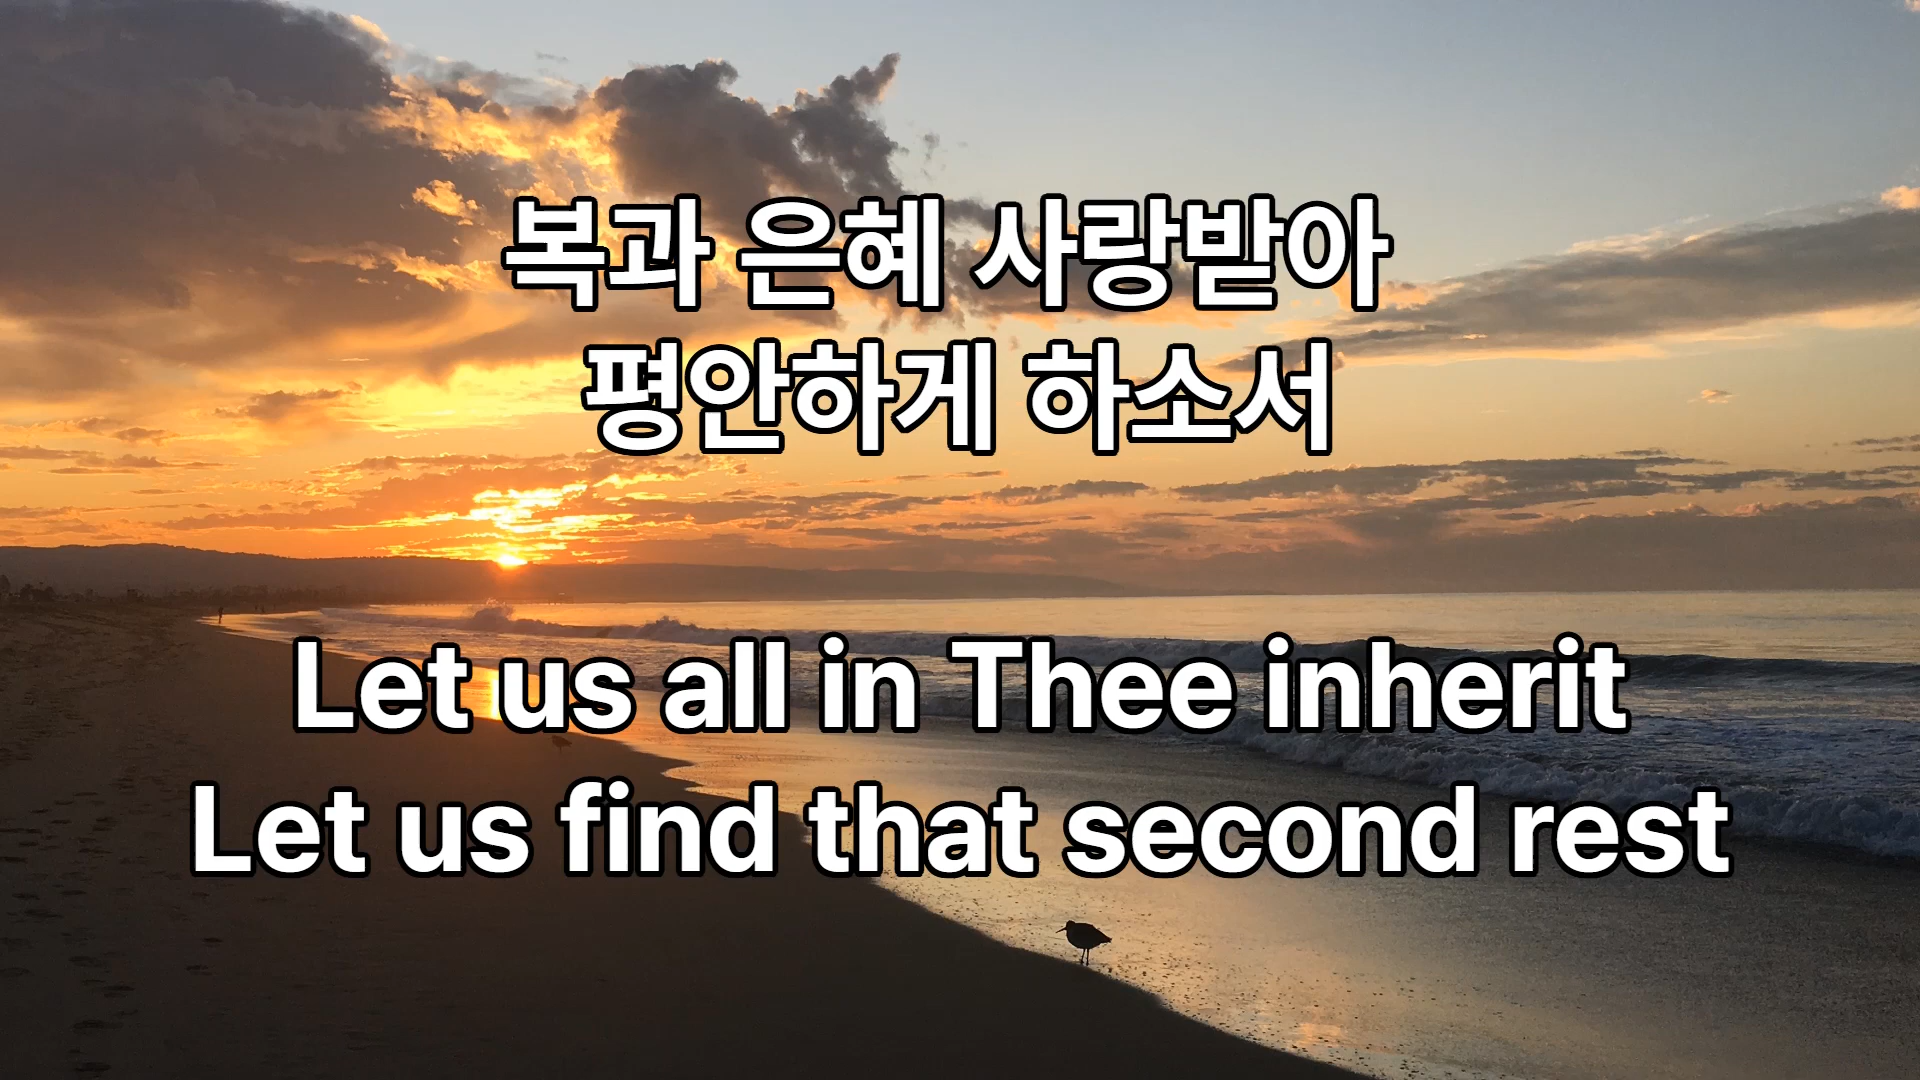 복과 은혜 사랑받아
평안하게 하소서
Let us all in Thee inherit
Let us find that second rest